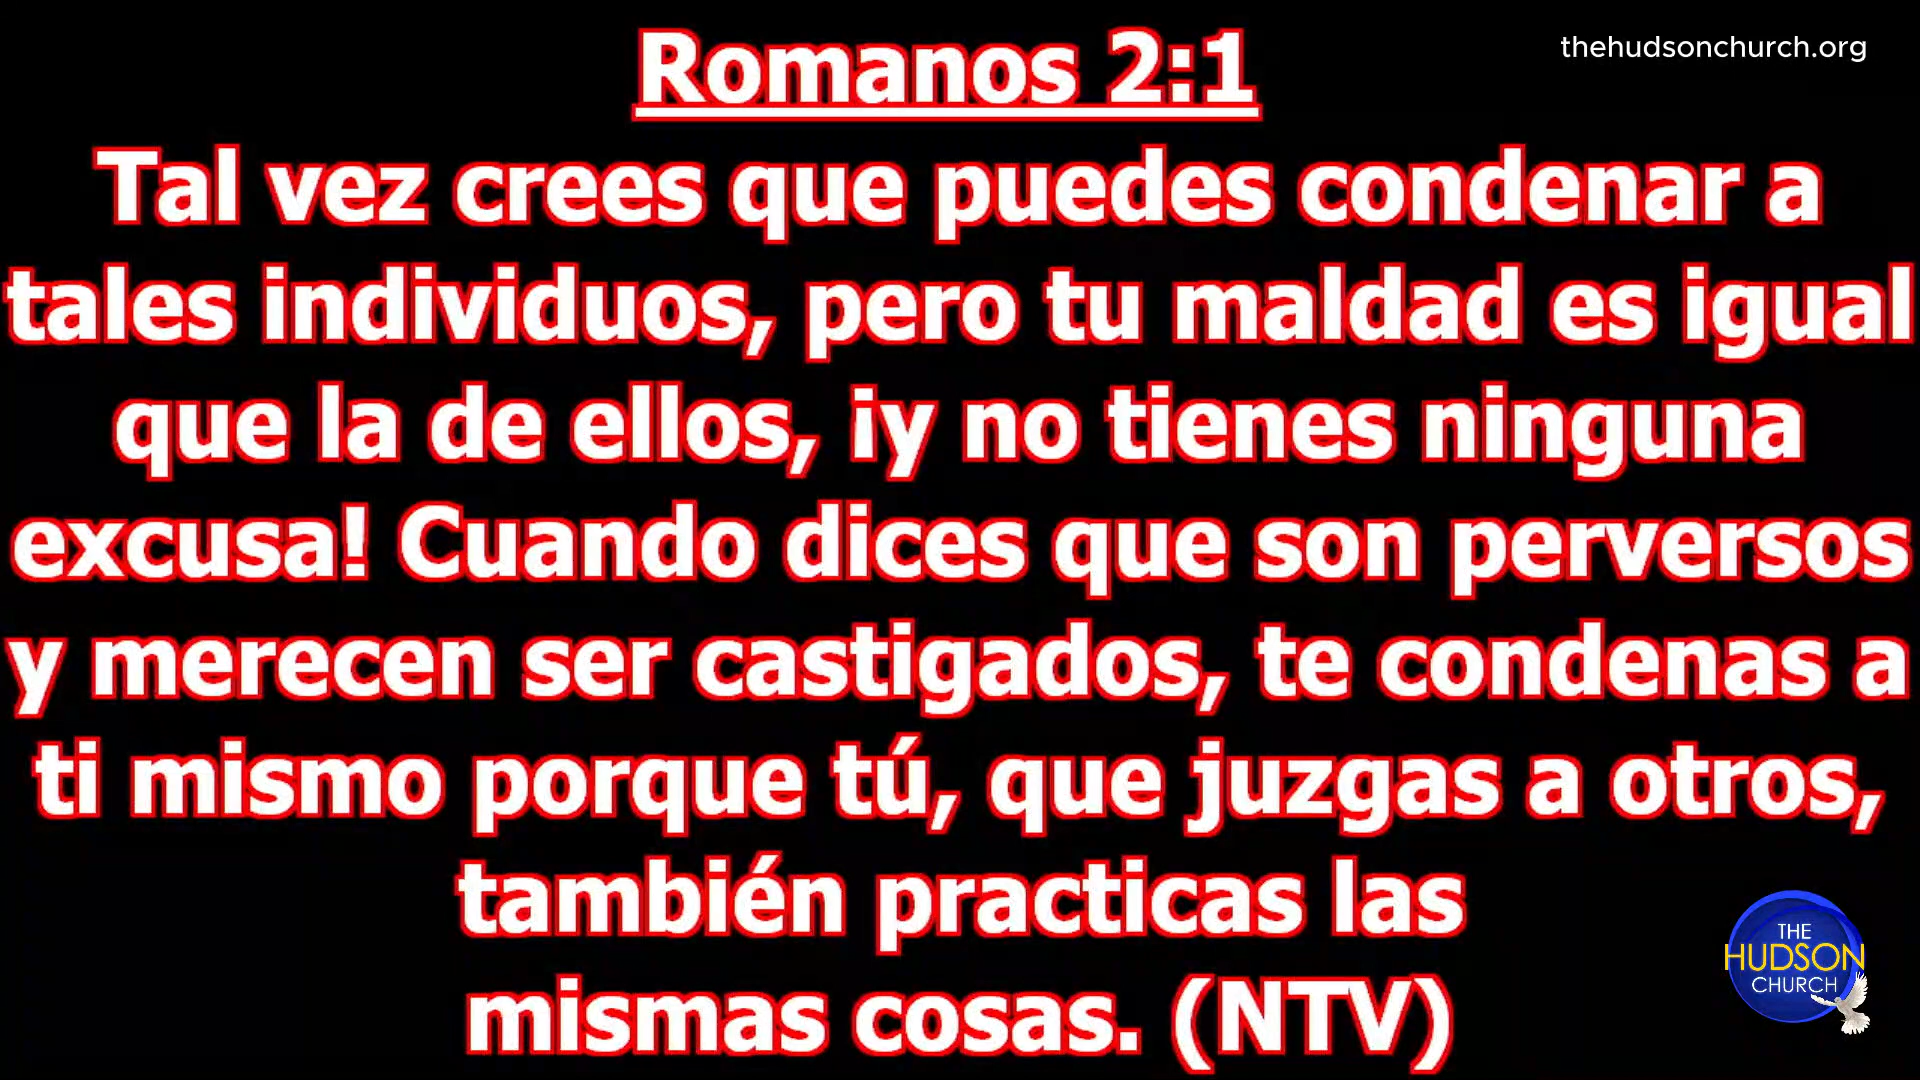 Romanos 2:1
thehudsonchurch.org
Tal vez crees que puedes condenar a
tales individuos, pero tu maldad es igual
que la de ellos, ¡y no tienes ninguna
excusa! Cuando dices que son perversos
y merecen ser castigados, te condenas a
ti mismo porque tú, que juzgas a otros,
también practicas las
mismas cosas. (NTV)
THE
HUDSON
CHURCH